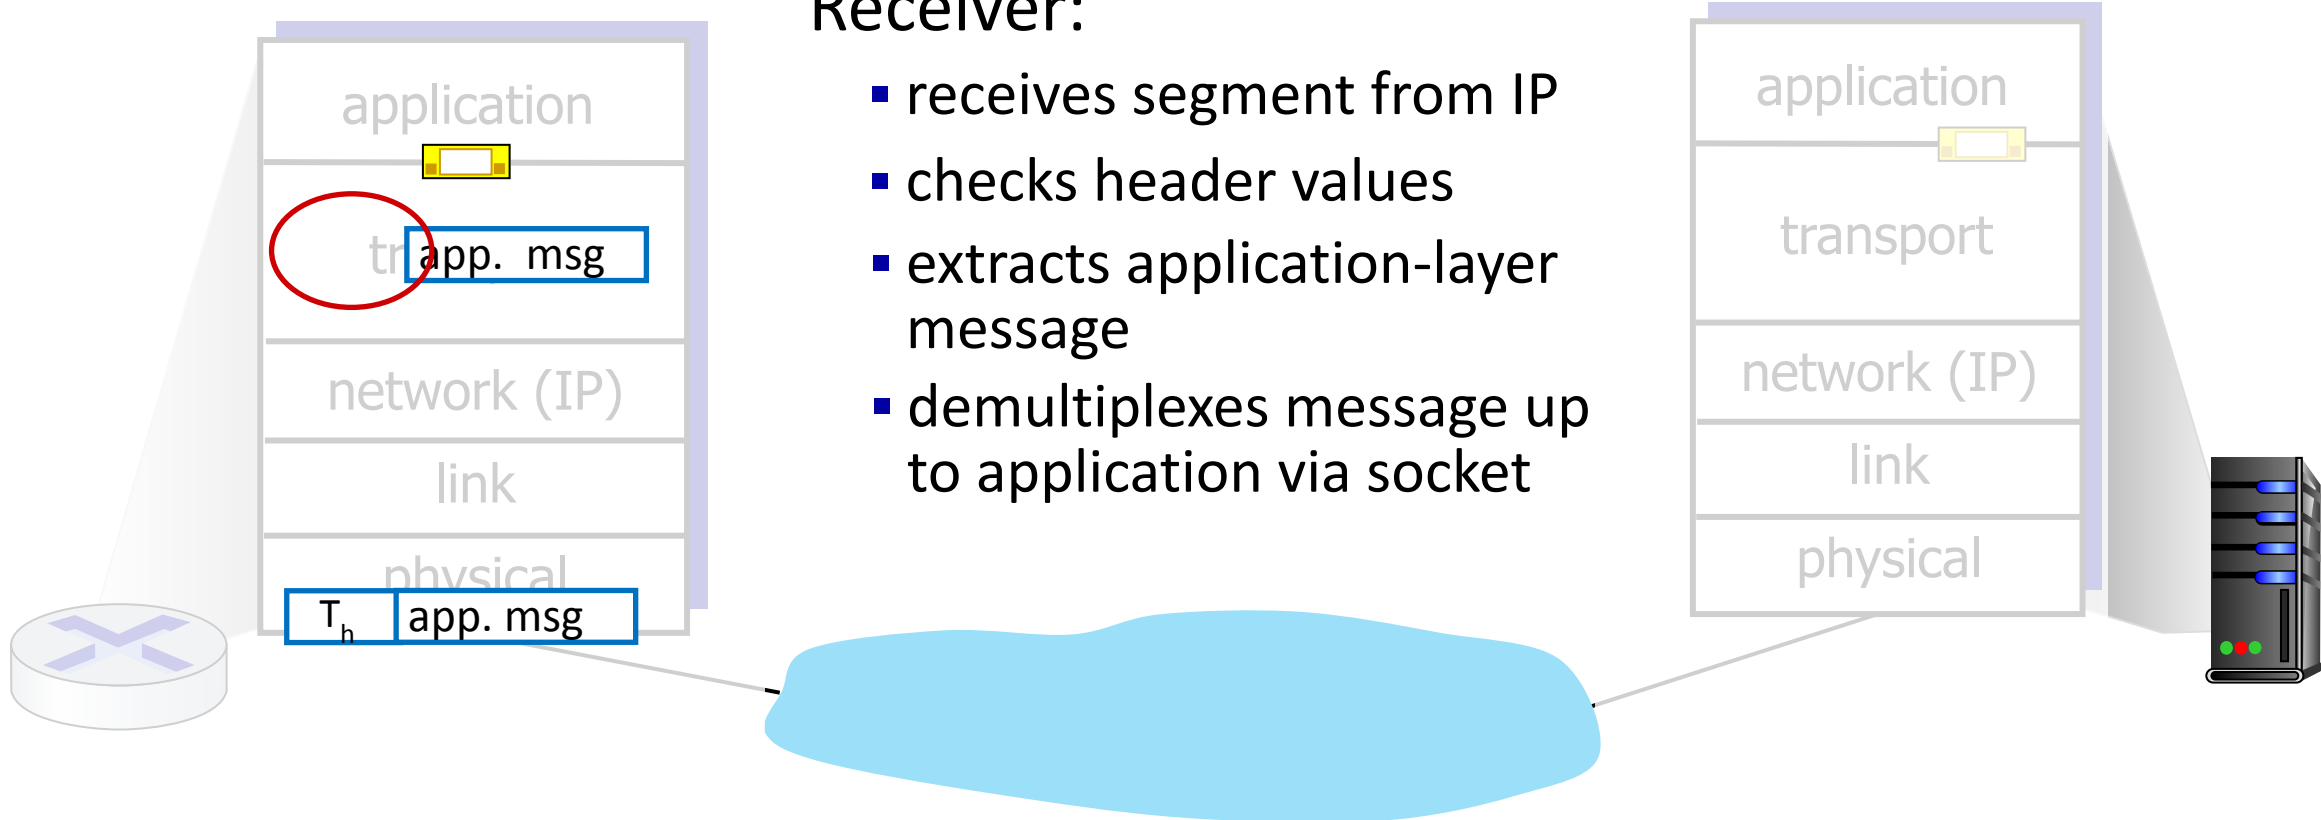 application
tr
app. msg
network (IP)
link
physical
T
h
app. msg
Receiver:
receives segment from IP
checks header values
extracts application-layer
message
demultiplexes message up
to application via socket
application
transport
network (IP)
link
physical